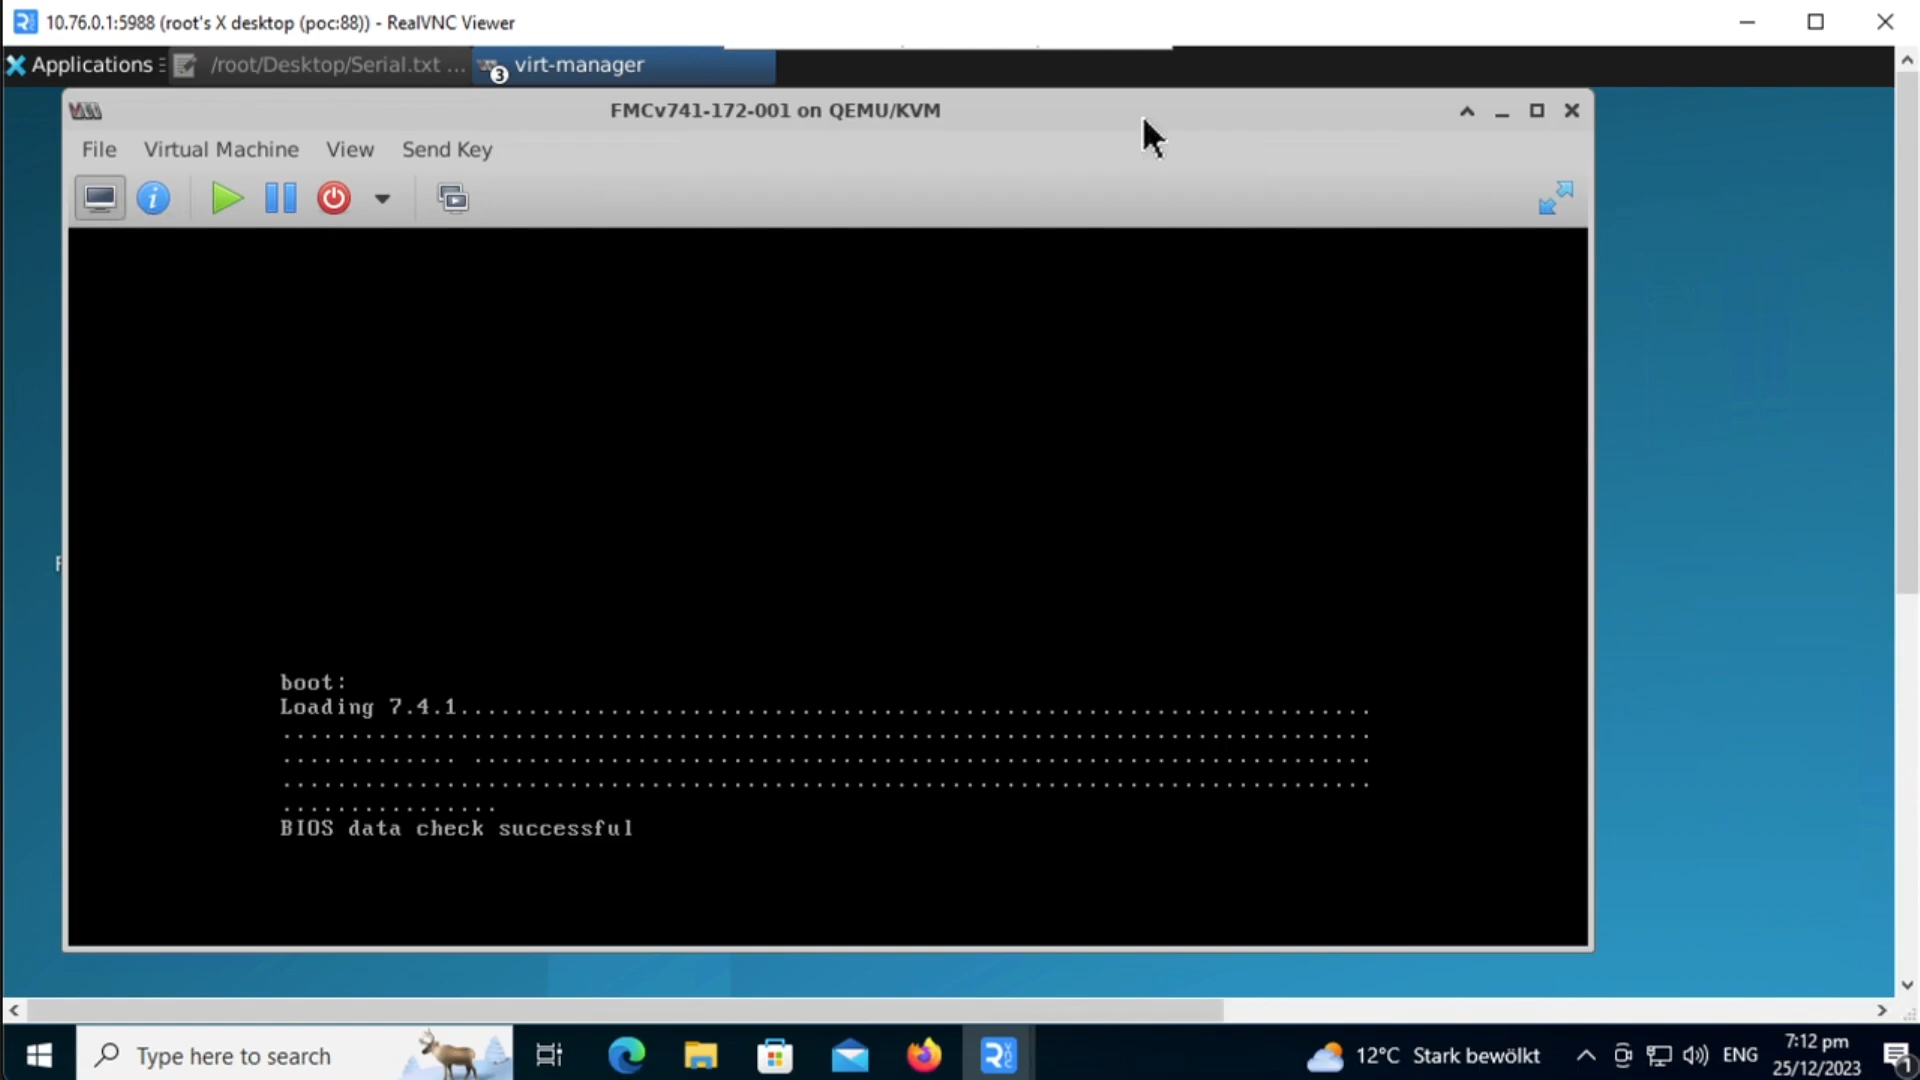 10.76.0.1:5988 (root's X desktop (poc:88)) - RealVNC Viewer
Applications
/root/Desktop/Serial.txt ...
3
virt-manager
FMCv741-172-001 on QEMU/KVM
File Virtual Machine View Send Key
boot:
Loading 7.4.1................................................................... 
................................................................................
............. ..................................................................
................................................................................
................
BIOS data check successful
Type here to search
12°C Stark bewölkt
ENG
7:12 pm
25/12/2023
1